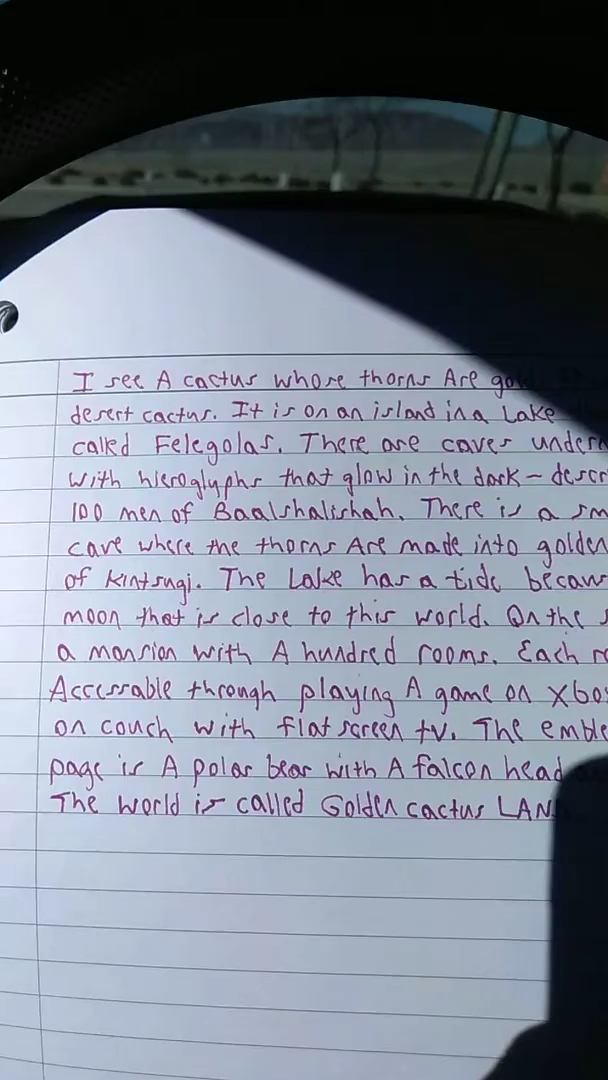 I see A cactus whose thorns Are
desert cactus. It is on an island in a Lake
called Felegolas. There are caves
with hieroglyphs that glow in the dark –
100 men of Baalshalishah. There is a
cave where the thorns Are made into golden
of Kintsugi. The Lake has a tide
moon that is close to this world. On the
a mansion with A hundred rooms. Each
Accessable through playing A game on
on couch with flat screen tv. The
page is A polar bear with A falcon head
The world is called Golden cactus